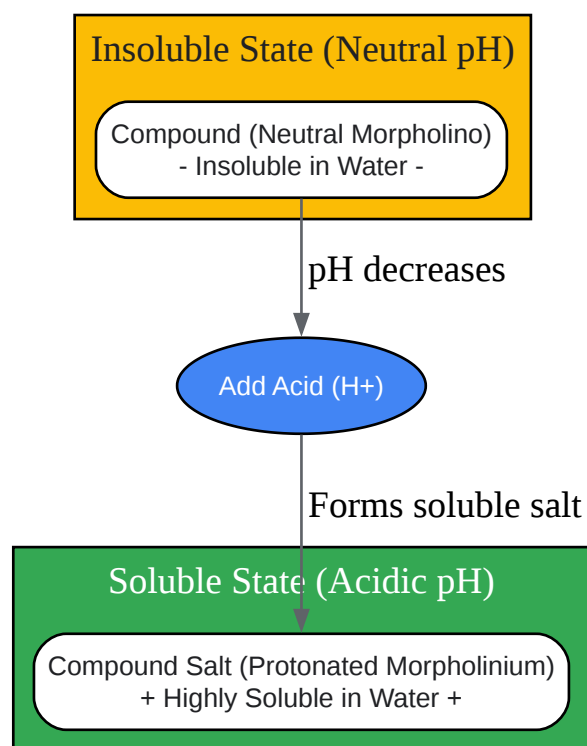 Insoluble State (Neutral pH)
Compound (Neutral Morpholino)
- Insoluble in Water -
pH decreases
Add Acid (H+)
Forms soluble salt
Soluble State (Acidic pH)
Compound Salt (Protonated Morpholinium)
+ Highly Soluble in Water +